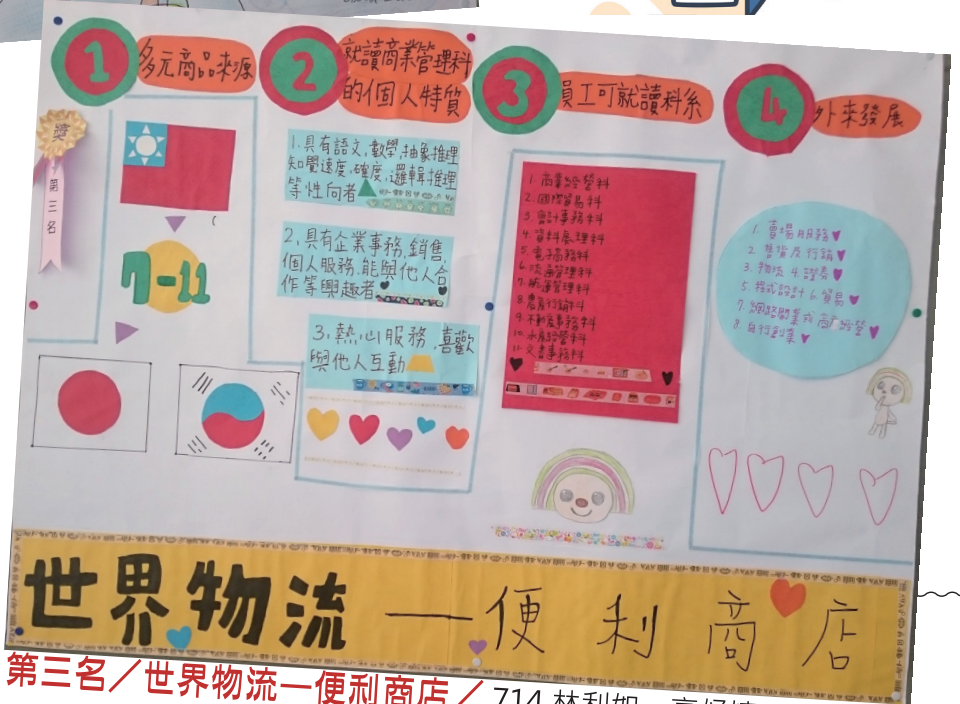 1
多元商品來源
2
就讀商業管理科
的個人特質
3
員工可就讀科系
4
外來發展
獎
第三名
7-11
1.具有語文,數學,抽象推理
知覺速度,確度,邏輯推理
等性向者
2,具有企業事務,銷售,
個人服務,能與他人合
作等興趣者
3.熱心服務,喜歡
與他人互動
1.商業經營科
2.國際貿易科
3.會計事務科
4.資料處理科
5.電子商務科
6.流通管理科
7.航運管理科
8.農產行銷科
9.不動產事務科
10.水產經營科
11.文書事務科
1.賣場服務
2.售貨及行銷
3.物流 4.證券
5.程式設計 6.貿易
7.網路開業或商店經營
8.自行創業
世界物流—便利商店
第三名／世界物流—便利商店／714